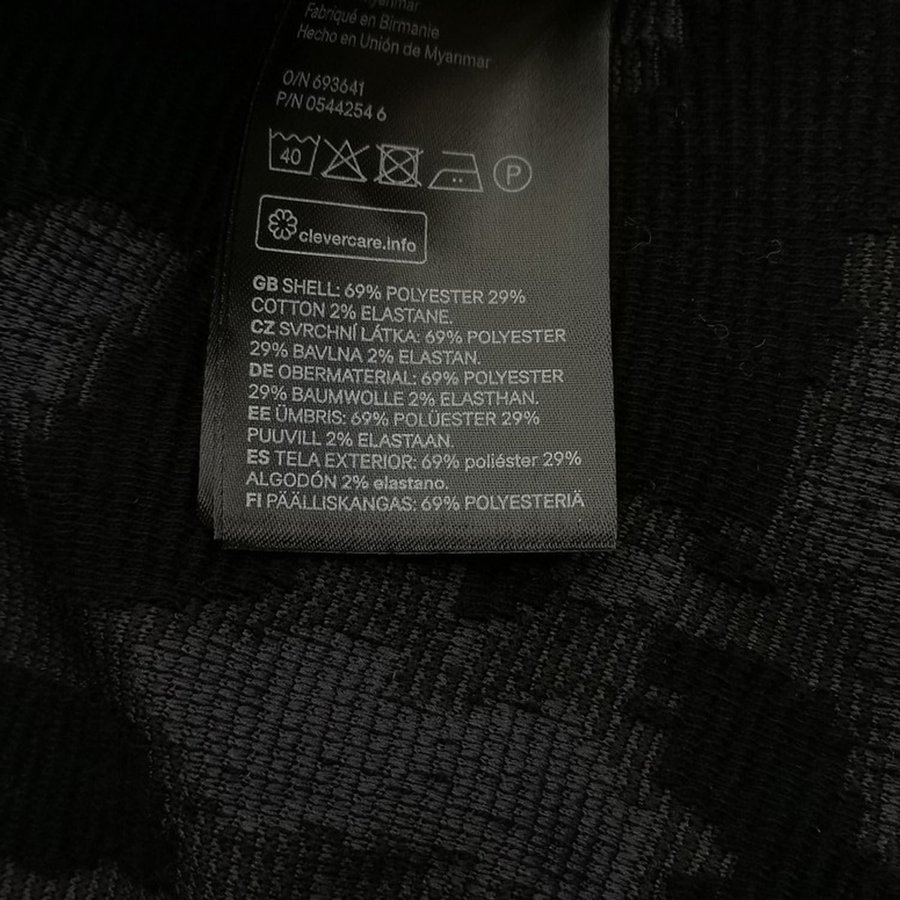 Myanmar
Fabriqué en Birmanie
Hecho en Unión de Myanmar
O/N 693641
P/N 0544254 6
40
P
clevercare.info
GB SHELL: 69% POLYESTER 29%
COTTON 2% ELASTANE.
CZ SVRCHNÍ LÁTKA: 69% POLYESTER
29% BAVLNA 2% ELASTAN.
DE OBERMATERIAL: 69% POLYESTER
29% BAUMWOLLE 2% ELASTHAN.
EE ÜMBRIS: 69% POLÜESTER 29%
PUUVILL 2% ELASTAAN.
ES TELA EXTERIOR: 69% poliéster 29%
ALGODÓN 2% elastano.
FI PÄÄLLISKANGAS: 69% POLYESTERIÄ